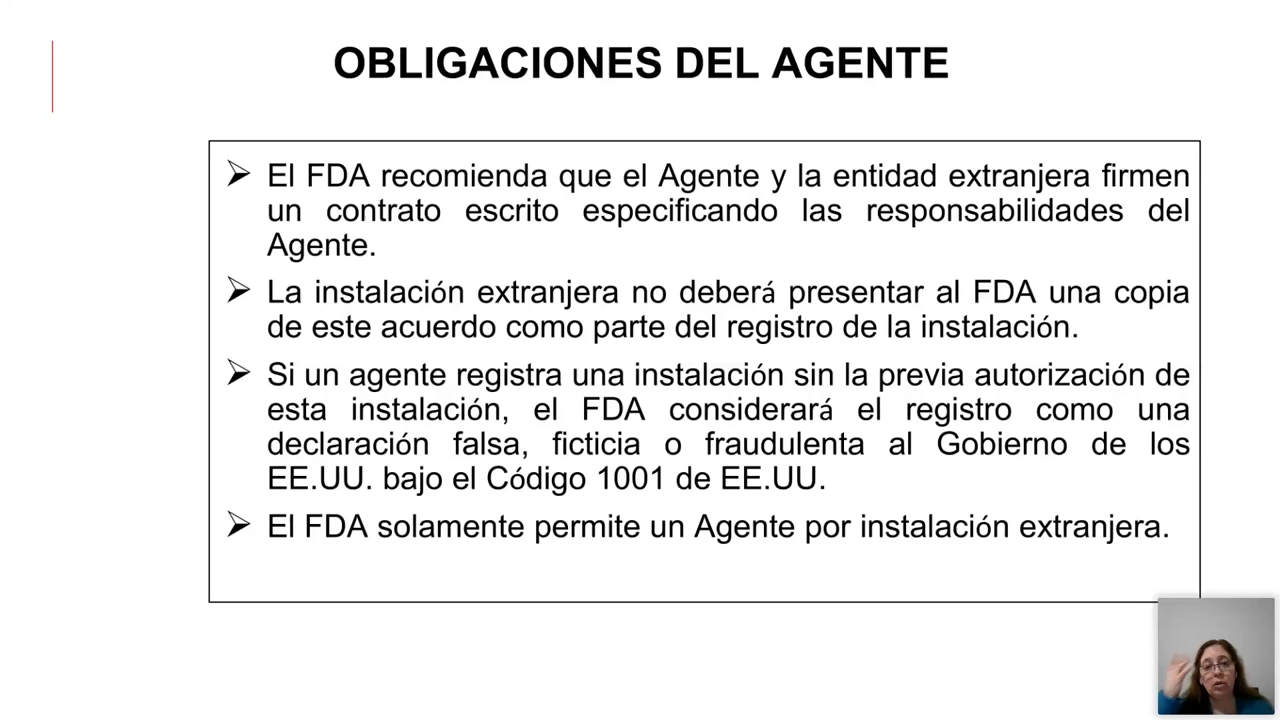 OBLIGACIONES DEL AGENTE
➢ El FDA recomienda que el Agente y la entidad extranjera firmen
un contrato escrito especificando las responsabilidades del
Agente.
➢ La instalación extranjera no deberá presentar al FDA una copia
de este acuerdo como parte del registro de la instalación.
➢ Si un agente registra una instalación sin la previa autorización de
esta instalación, el FDA considerará el registro como una
declaración falsa, ficticia o fraudulenta al Gobierno de los
EE.UU. bajo el Código 1001 de EE.UU.
➢ El FDA solamente permite un Agente por instalación extranjera.